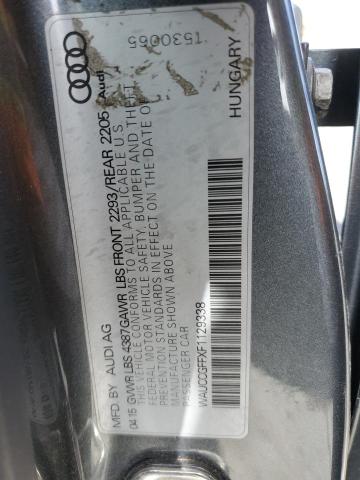 MFD. BY AUDI AG
04 15 GVWR LBS 4387 GAWR LBS FRONT 2293/REAR 2205
THIS VEHICLE CONFORMS TO ALL APPLICABLE U.S.
FEDERAL MOTOR VEHICLE SAFETY, BUMPER AND THEFT
PREVENTION STANDARDS IN EFFECT ON THE DATE OF
MANUFACTURE SHOWN ABOVE
PASSENGER CAR
WAUCCGFFXF1129338
Audi
T530065
HUNGARY